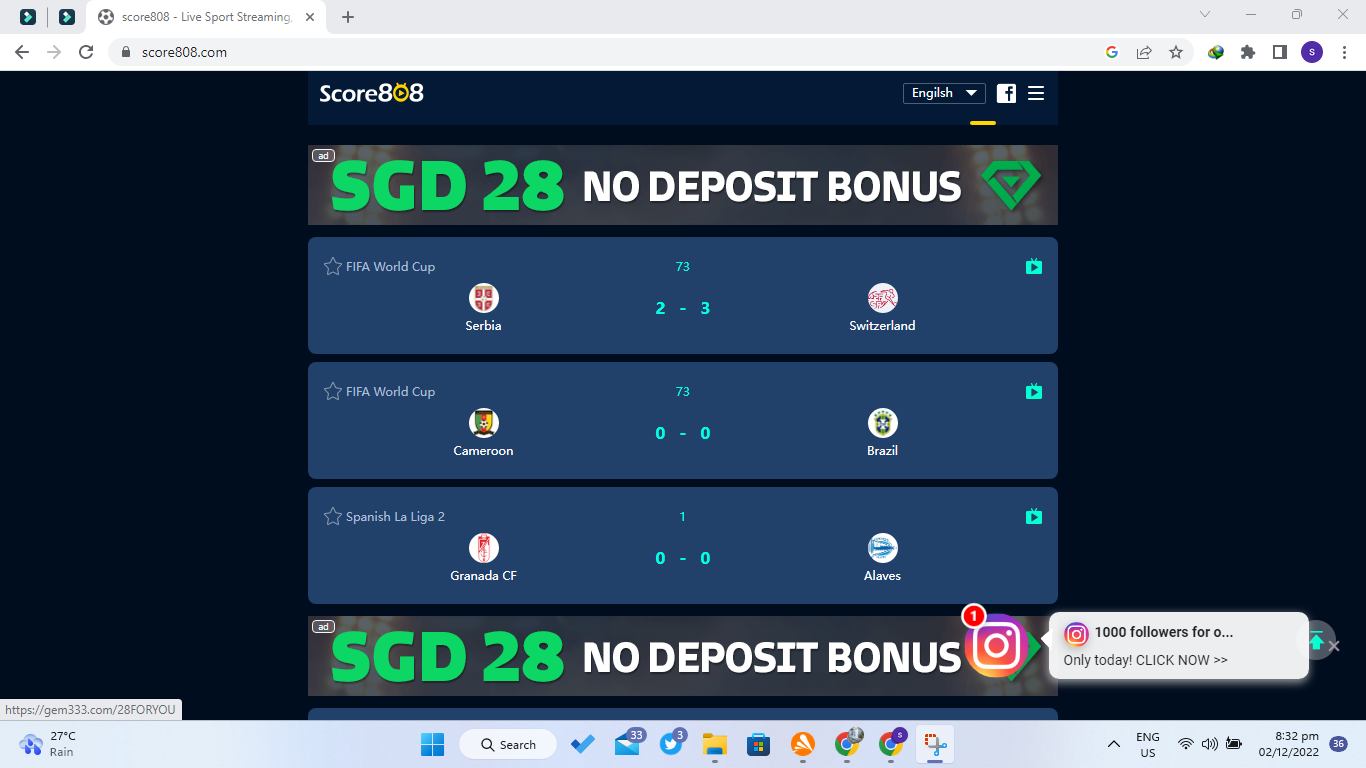 score808 - Live Sport Streaming,
score808.com
S
Score808
Engilsh
ad
SGD 28 NO DEPOSIT BONUS
FIFA World Cup
73
2 - 3
Serbia
Switzerland
FIFA World Cup
73
0 - 0
Cameroon
Brazil
Spanish La Liga 2
1
0 - 0
Granada CF
Alaves
ad
SGD 28 NO DEPOSIT BONUS
1
1000 followers for o...
Only today! CLICK NOW >>
https://gem333.com/28FORYOU
27°C
Rain
Search
33
3
S
ENG
US
8:32 pm
02/12/2022
36